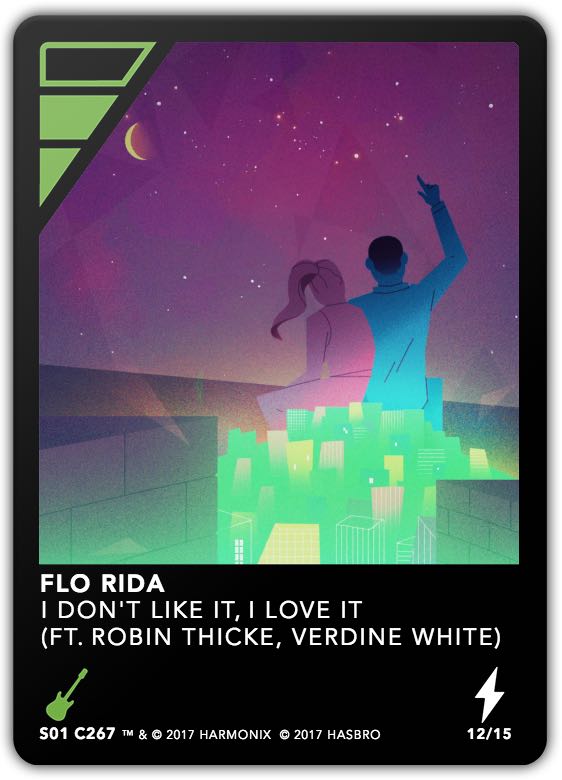 FLO RIDA
I DON'T LIKE IT, I LOVE IT
(FT. ROBIN THICKE, VERDINE WHITE)
S01 C267 ™ & © 2017 HARMONIX © 2017 HASBRO 12/15